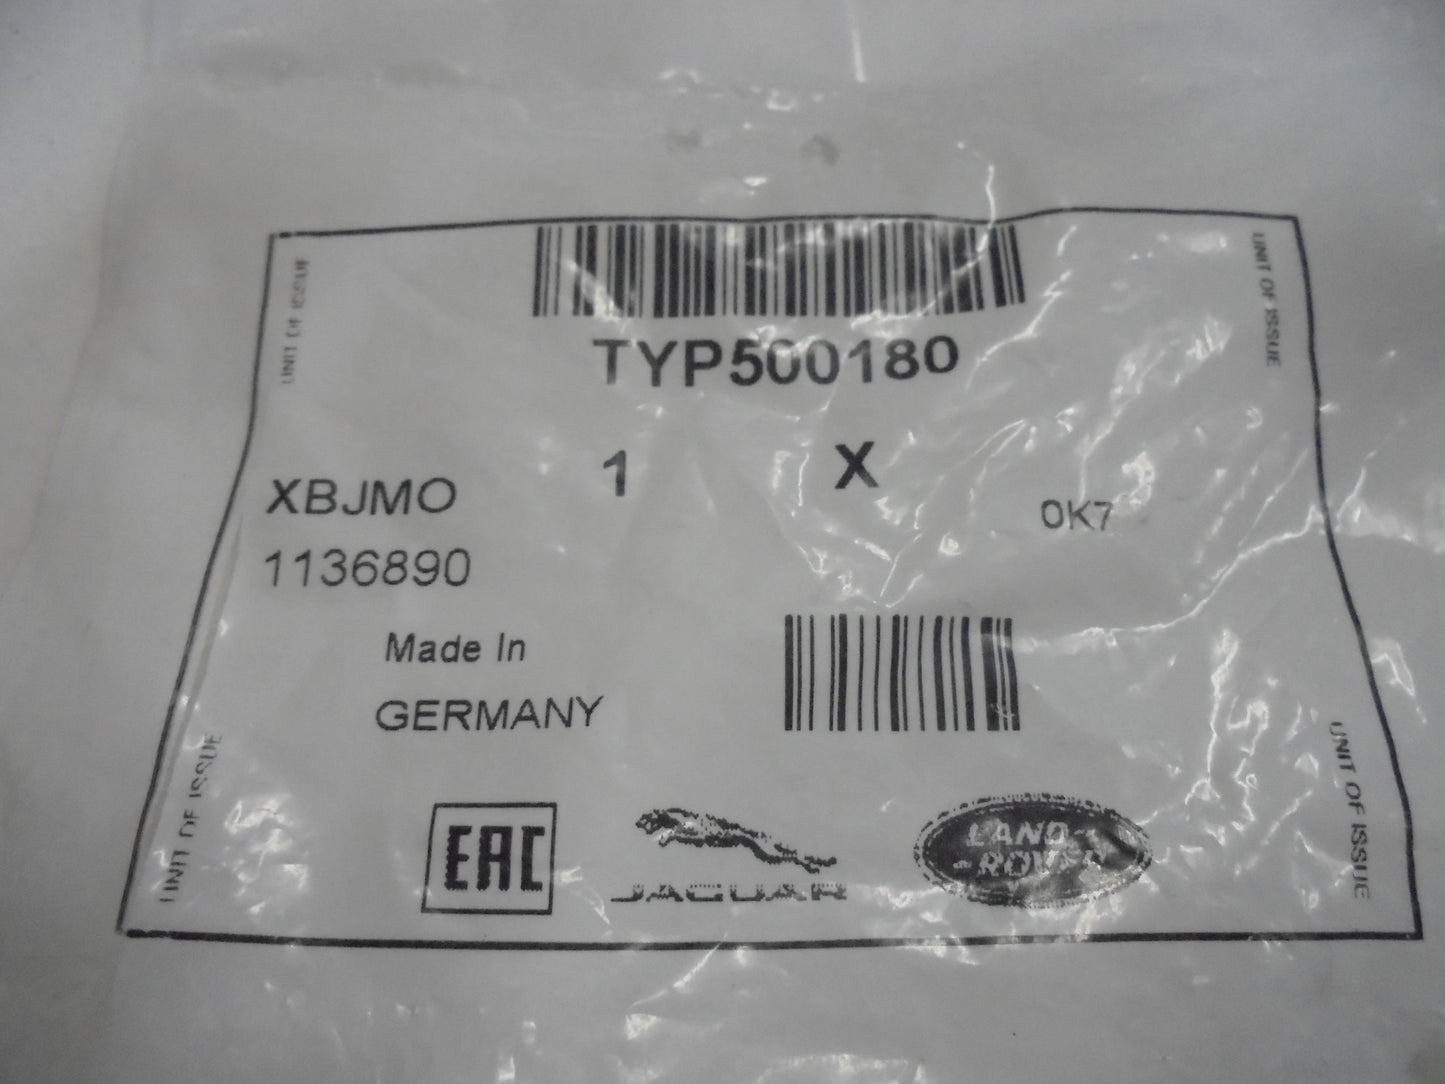 UNIT OF ISSUE
UNIT OF ISSUE
TYP500180
1 X
XBJMO
0K7
1136890
Made In
GERMANY
UNIT OF ISSUE
UNIT OF ISSUE
EAC
JAGUAR
LAND-
-ROVER